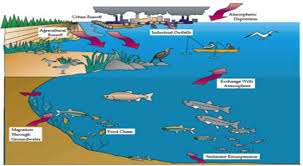 Urban Runoff
Atmospheric
Deposition
Agricultural
Runoff
Industrial Outfalls
Exchange With
Atmosphere
Migration
Through
Groundwater
Food Chain
Sediment Resuspension